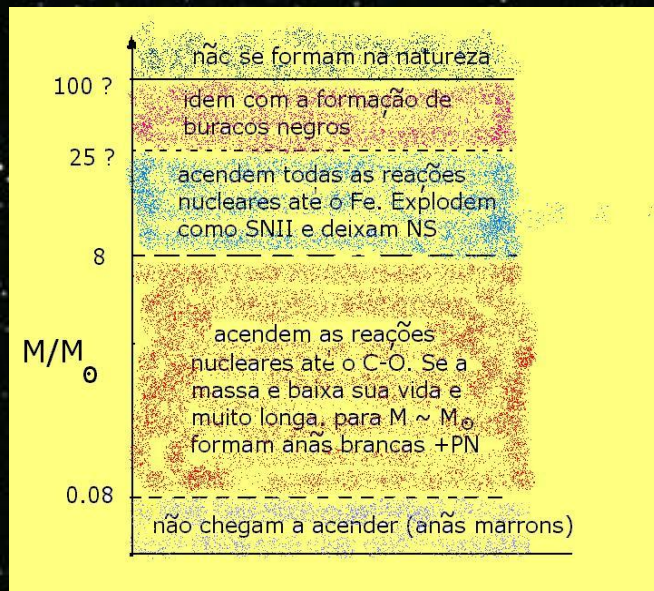 não se formam na natureza
100 ?
idem com a formação de
buracos negros
25 ?
acendem todas as reações
nucleares até o Fe. Explodem
como SNII e deixam NS
8
M/M⊙
acendem as reações
nucleares até o C-O. Se a
massa e baixa sua vida e
muito longa, para M ~ M⊙
formam anãs brancas +PN
0.08
não chegam a acender (anãs marrons)